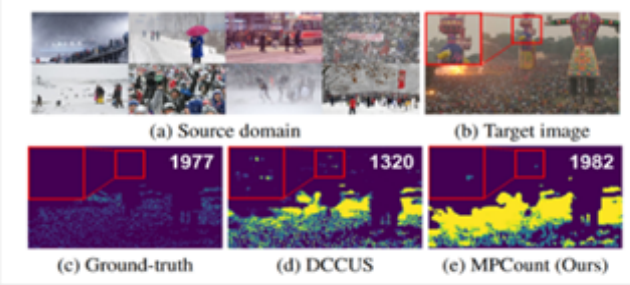 (a) Source domain
(b) Target image
1977
1320
1982
(c) Ground-truth
(d) DCCUS
(e) MPCount (Ours)